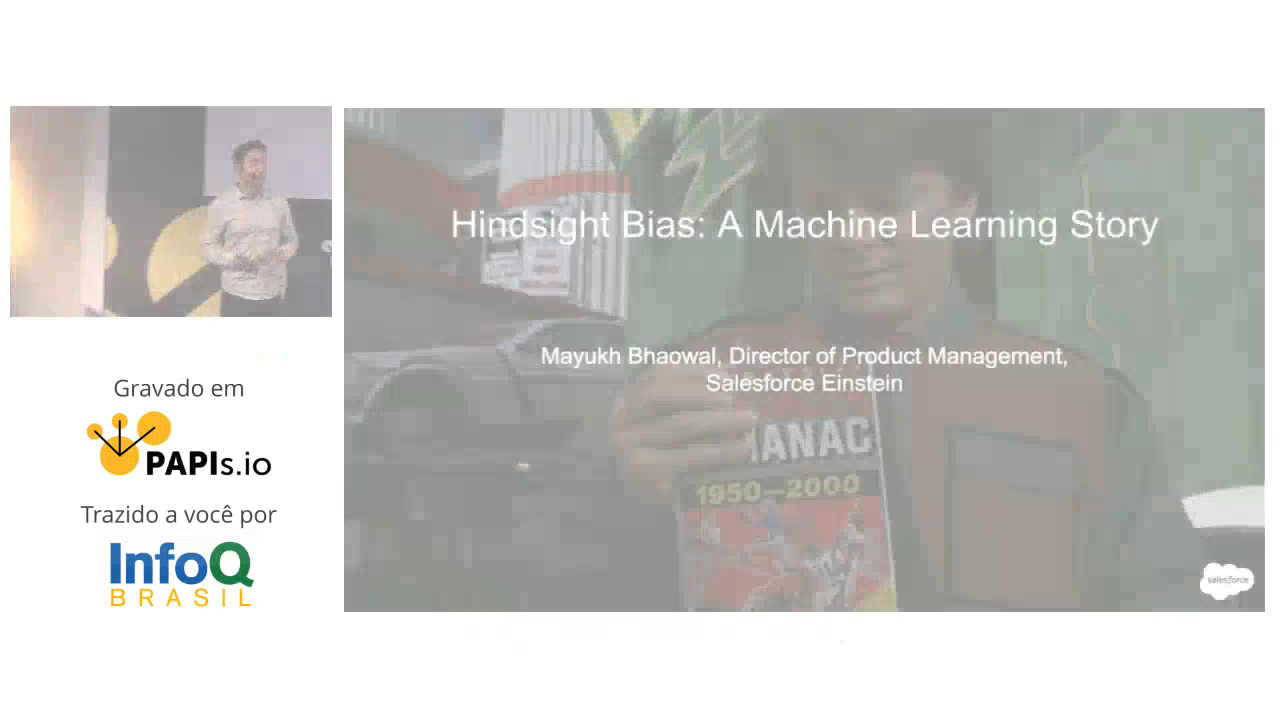 Hindsight Bias: A Machine Learning Story
Mayukh Bhaowal, Director of Product Management,
Salesforce Einstein
MANAC
1950–2000
salesforce
Gravado em
PAPIs.io
Trazido a você por
InfoQ
BRASIL